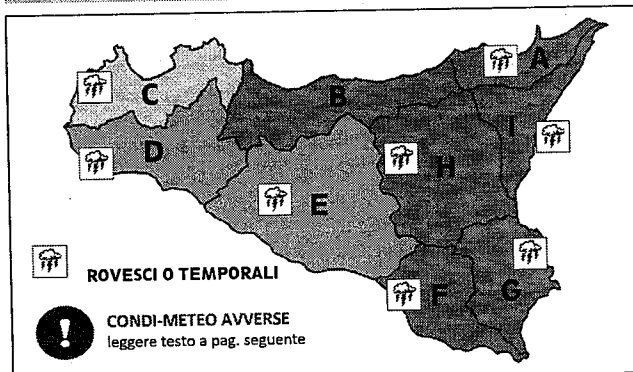 A
B
C
I
D
H
E
F
G
ROVESCI O TEMPORALI
!
CONDI-METEO AVVERSE
leggere testo a pag. seguente